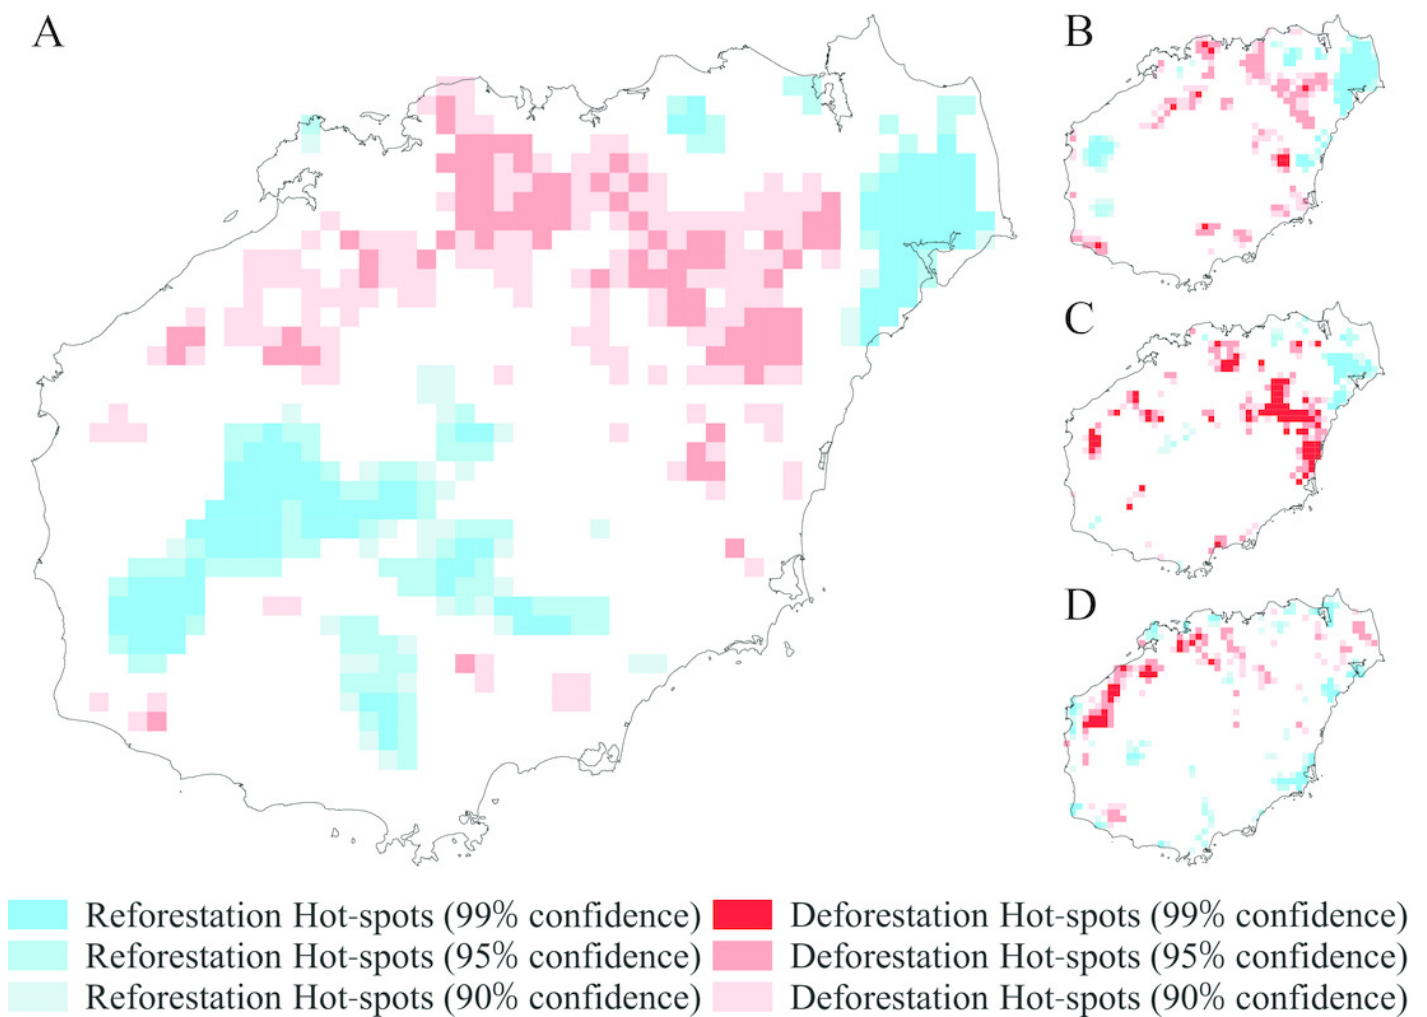 A
B
C
D
Reforestation Hot-spots (99% confidence)
Deforestation Hot-spots (99% confidence)
Reforestation Hot-spots (95% confidence)
Deforestation Hot-spots (95% confidence)
Reforestation Hot-spots (90% confidence)
Deforestation Hot-spots (90% confidence)